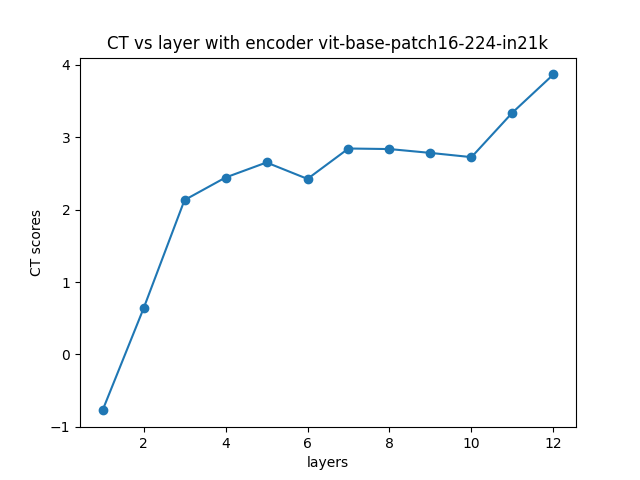 CT vs layer with encoder vit-base-patch16-224-in21k
4
3
2
1
0
−1
CT scores
2 4 6 8 10 12
layers